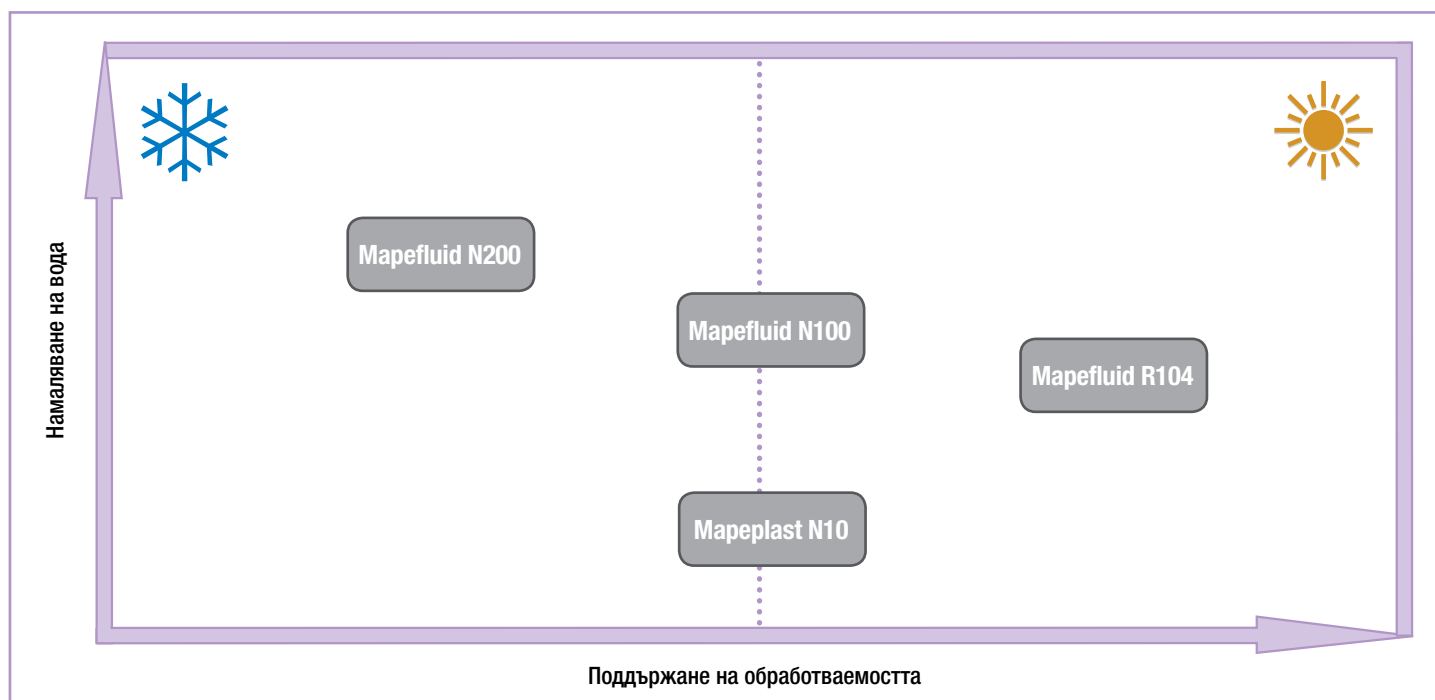 Намаляване на вода
Mapefluid N200
Mapefluid N100
Mapefluid R104
Mapeplast N10
Поддържане на обработваемостта